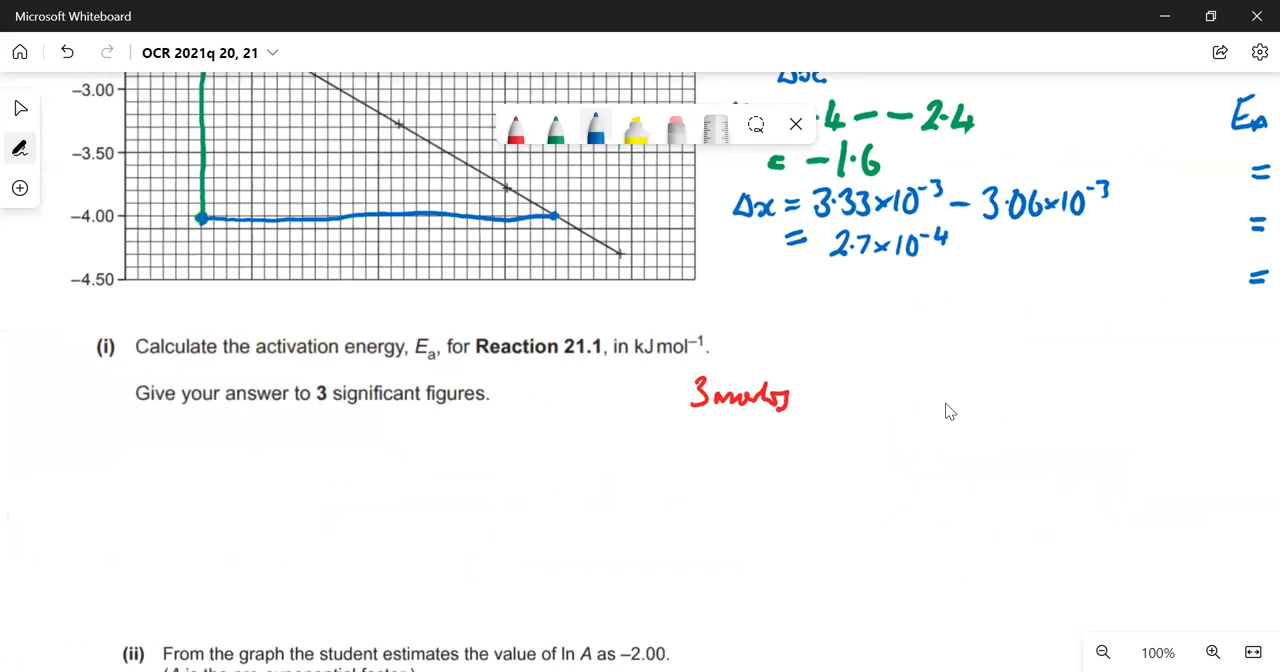 Microsoft Whiteboard
OCR 2021q 20, 21
-3.00
-3.50
-4.00
-4.50
·4 - - 2·4
= -1·6
Δx = 3·33×10⁻³ - 3·06×10⁻³
= 2·7×10⁻⁴
EA
=
=
=
(i) Calculate the activation energy, Ea, for Reaction 21.1, in kJ mol⁻¹.
Give your answer to 3 significant figures.
3 marks
(ii) From the graph the student estimates the value of ln A as –2.00.
100%